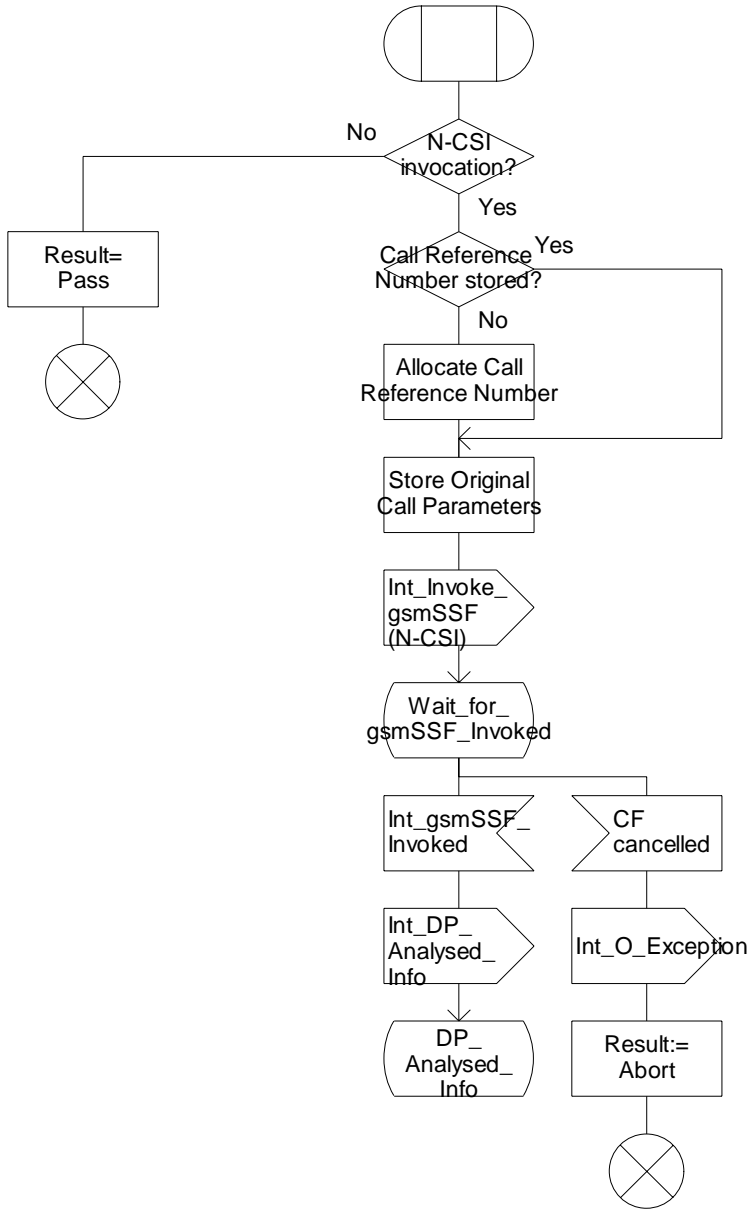 No
N-CSI
invocation?
Yes
Result=
Pass
Call Reference
Number stored?
Yes
No
Allocate Call
Reference Number
Store Original
Call Parameters
Int_Invoke_
gsmSSF
(N-CSI)
Wait_for_
gsmSSF_Invoked
Int_gsmSSF_
Invoked
CF
cancelled
Int_DP_
Analysed_
Info
Int_O_Exception
DP_
Analysed_
Info
Result:=
Abort